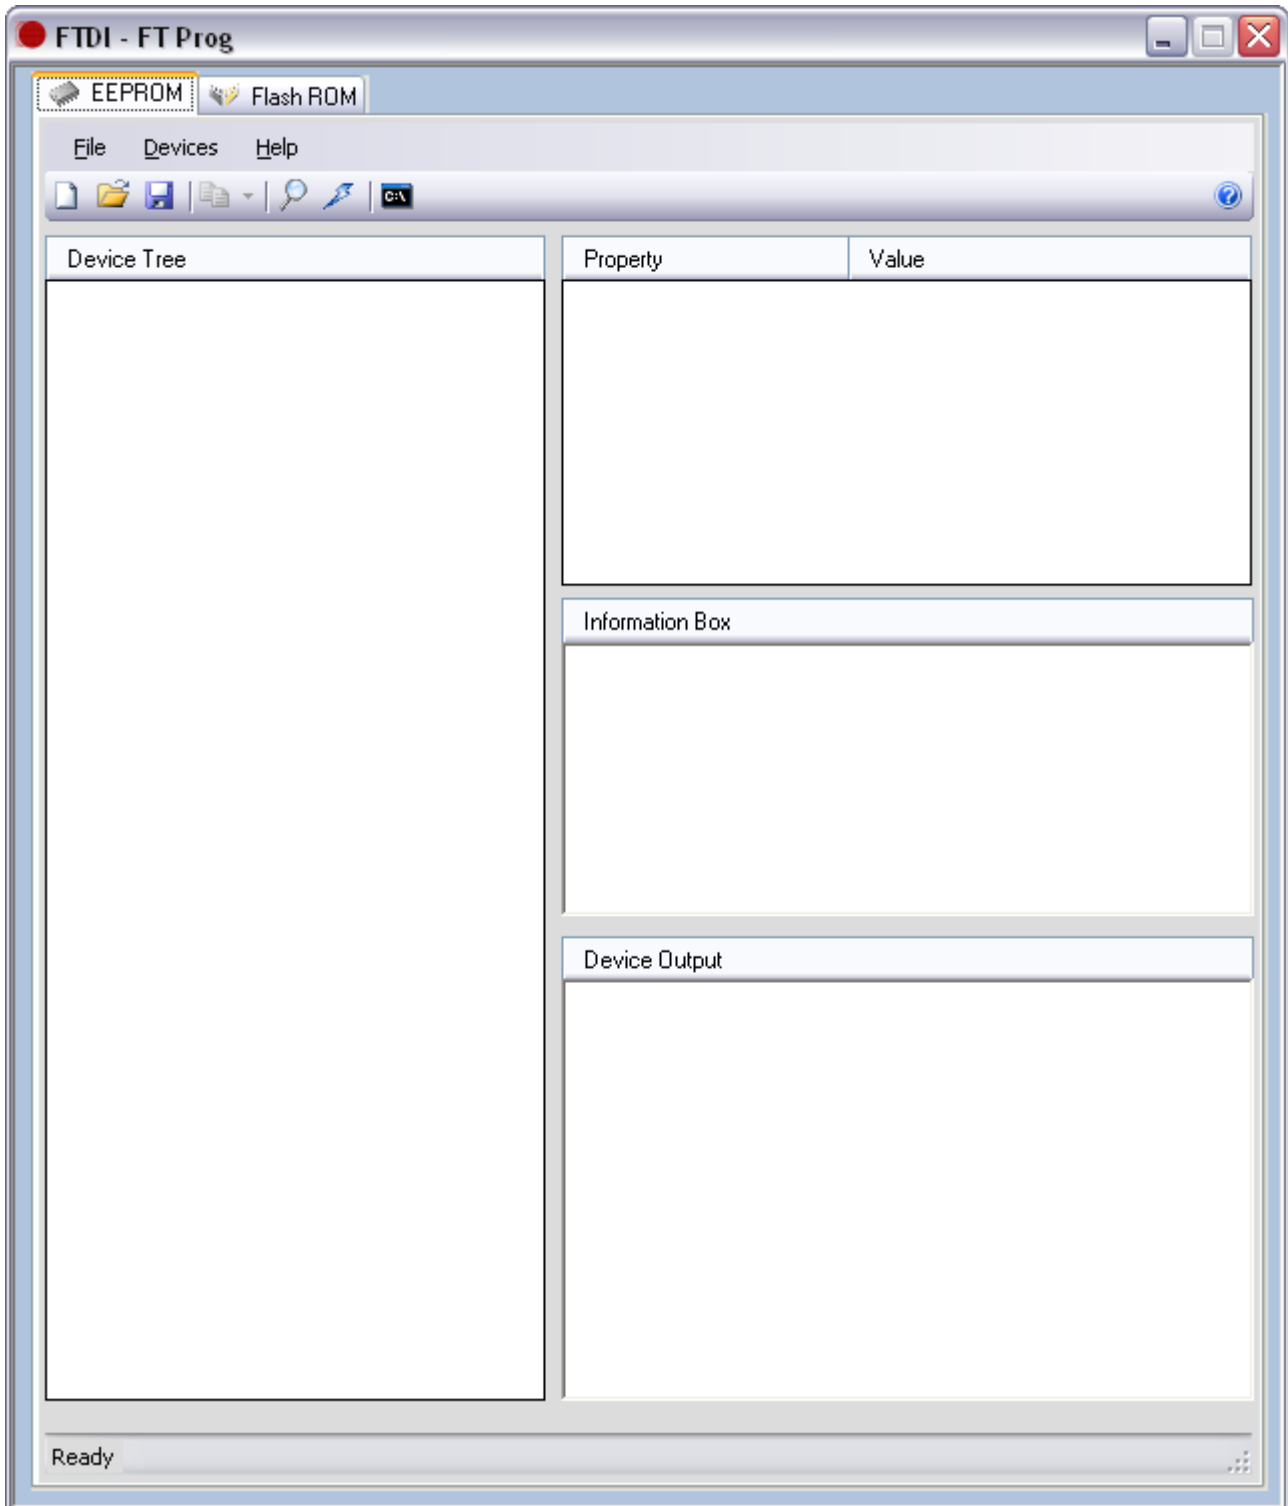 FTDI - FT Prog
EEPROM Flash ROM
File Devices Help
C:\
Device Tree
Property Value
Information Box
Device Output
Ready